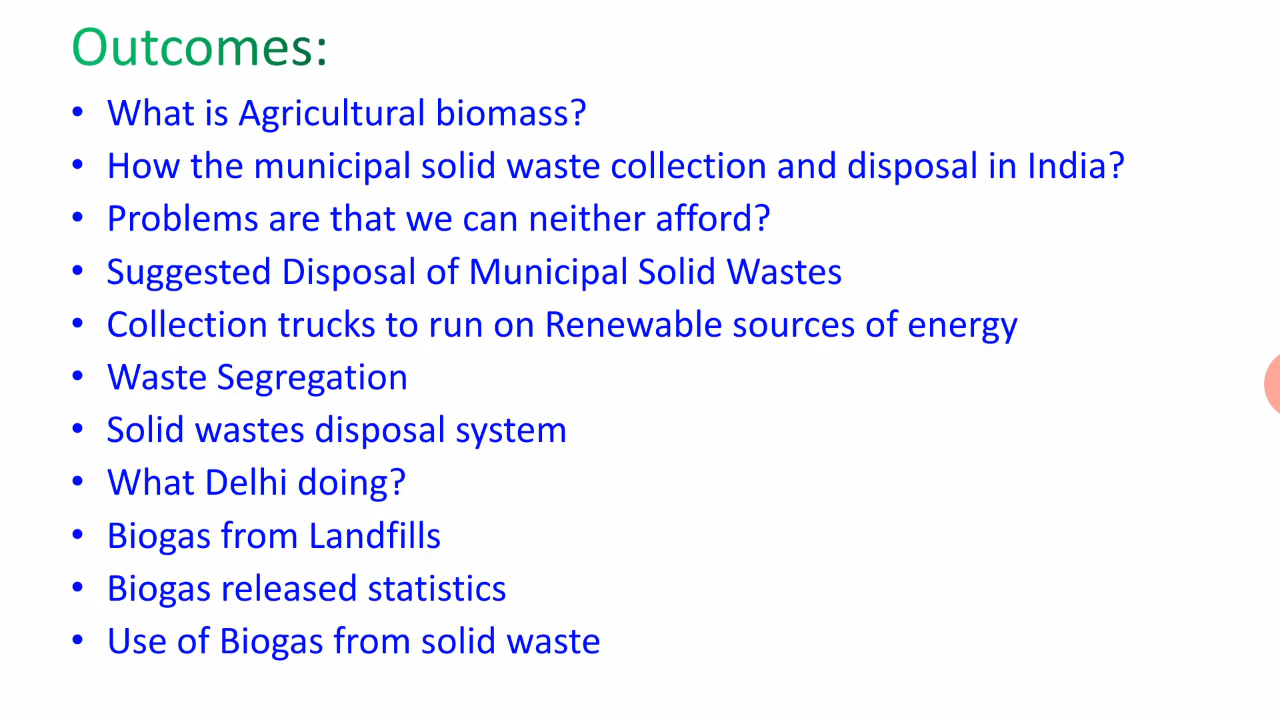 Outcomes:
• What is Agricultural biomass?
• How the municipal solid waste collection and disposal in India?
• Problems are that we can neither afford?
• Suggested Disposal of Municipal Solid Wastes
• Collection trucks to run on Renewable sources of energy
• Waste Segregation
• Solid wastes disposal system
• What Delhi doing?
• Biogas from Landfills
• Biogas released statistics
• Use of Biogas from solid waste